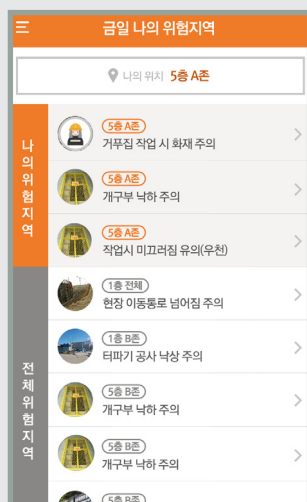 금일 나의 위험지역
나의 위치 5층 A존
나의위험지역
5층 A존
거푸집 작업 시 화재 주의
5층 A존
개구부 낙하 주의
5층 A존
작업시 미끄러짐 유의(우천)
전체위험지역
1층 전체
현장 이동통로 넘어짐 주의
1층 B존
터파기 공사 낙상 주의
5층 B존
개구부 낙하 주의
5층 B존
개구부 낙하 주의
5층 B존